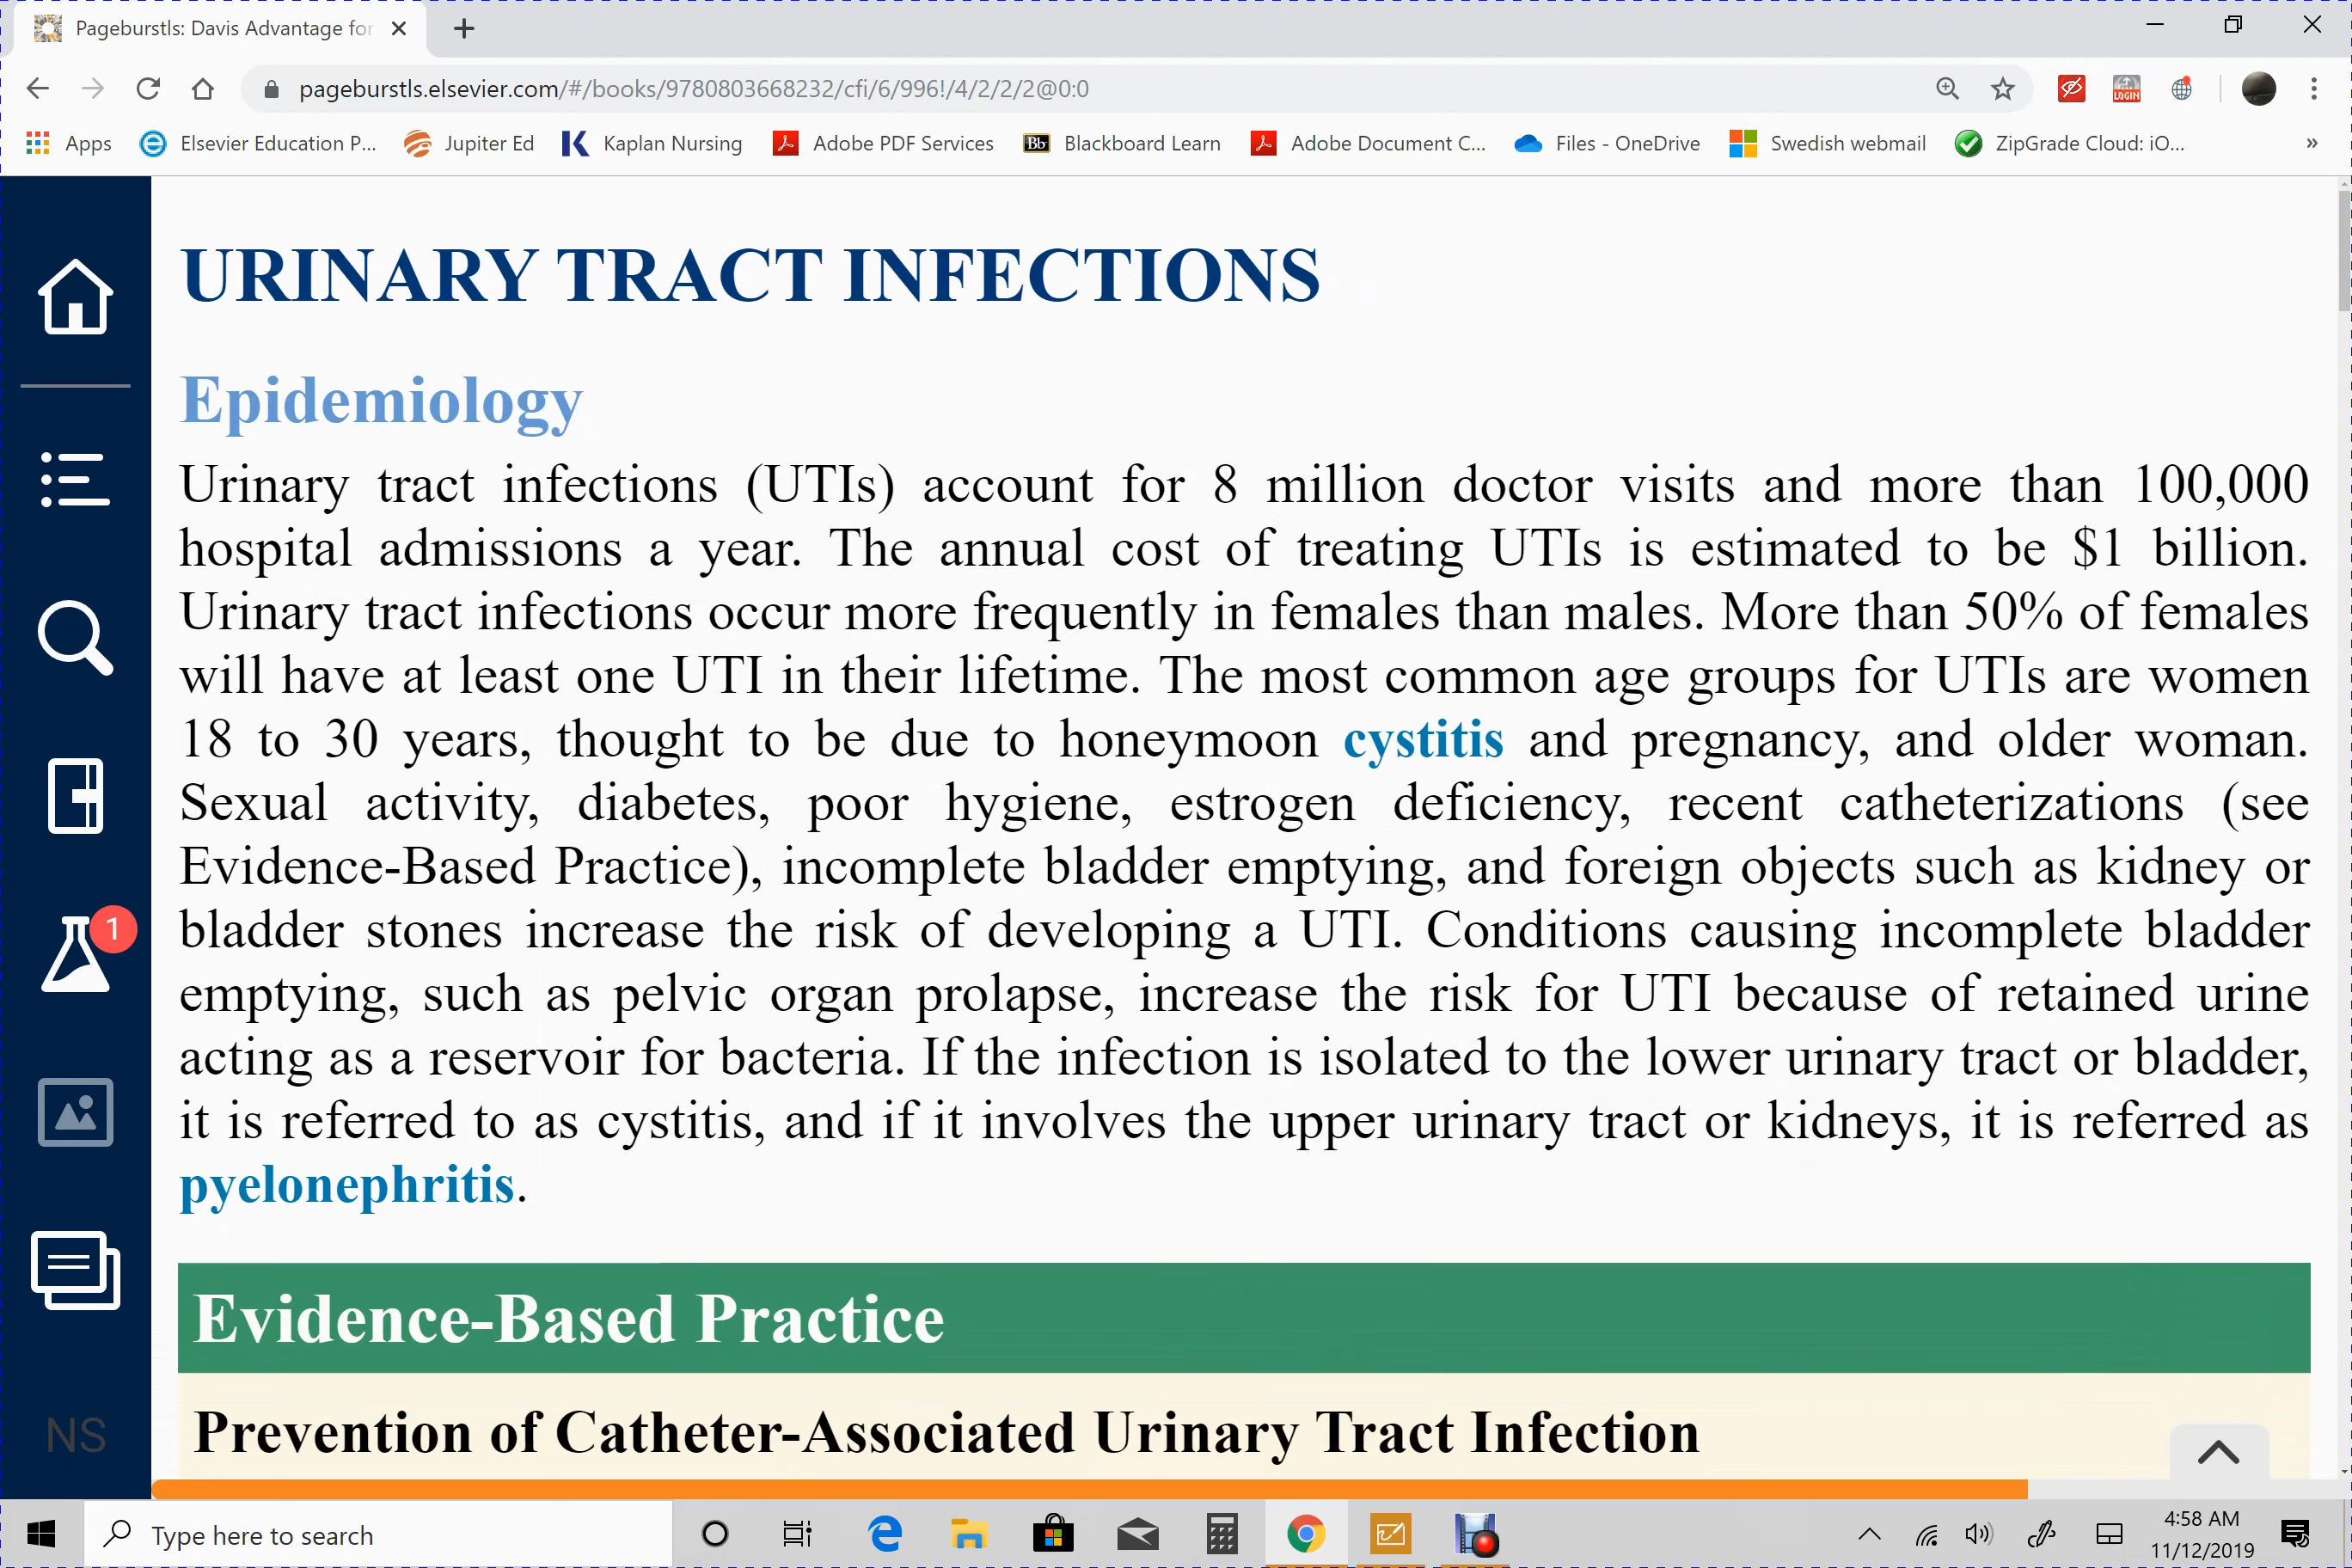 Pageburstls: Davis Advantage for
pageburstls.elsevier.com/#/books/9780803668232/cfi/6/996!/4/2/2/2@0:0
LOGIN
Apps Elsevier Education P... Jupiter Ed Kaplan Nursing Adobe PDF Services Bb Blackboard Learn Adobe Document C... Files - OneDrive Swedish webmail ZipGrade Cloud: iO... »
URINARY TRACT INFECTIONS
Epidemiology
Urinary tract infections (UTIs) account for 8 million doctor visits and more than 100,000
hospital admissions a year. The annual cost of treating UTIs is estimated to be $1 billion.
Urinary tract infections occur more frequently in females than males. More than 50% of females
will have at least one UTI in their lifetime. The most common age groups for UTIs are women
18 to 30 years, thought to be due to honeymoon cystitis and pregnancy, and older woman.
Sexual activity, diabetes, poor hygiene, estrogen deficiency, recent catheterizations (see
Evidence-Based Practice), incomplete bladder emptying, and foreign objects such as kidney or
bladder stones increase the risk of developing a UTI. Conditions causing incomplete bladder
emptying, such as pelvic organ prolapse, increase the risk for UTI because of retained urine
acting as a reservoir for bacteria. If the infection is isolated to the lower urinary tract or bladder,
it is referred to as cystitis, and if it involves the upper urinary tract or kidneys, it is referred as
pyelonephritis.
1
Evidence-Based Practice
Prevention of Catheter-Associated Urinary Tract Infection
NS
Type here to search
4:58 AM
11/12/2019